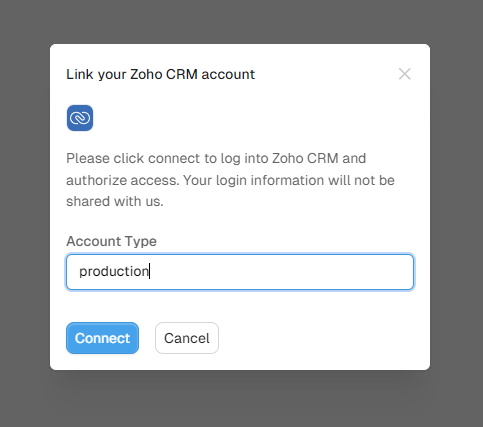 Link your Zoho CRM account
Please click connect to log into Zoho CRM and
authorize access. Your login information will not be
shared with us.
Account Type
production
Connect
Cancel